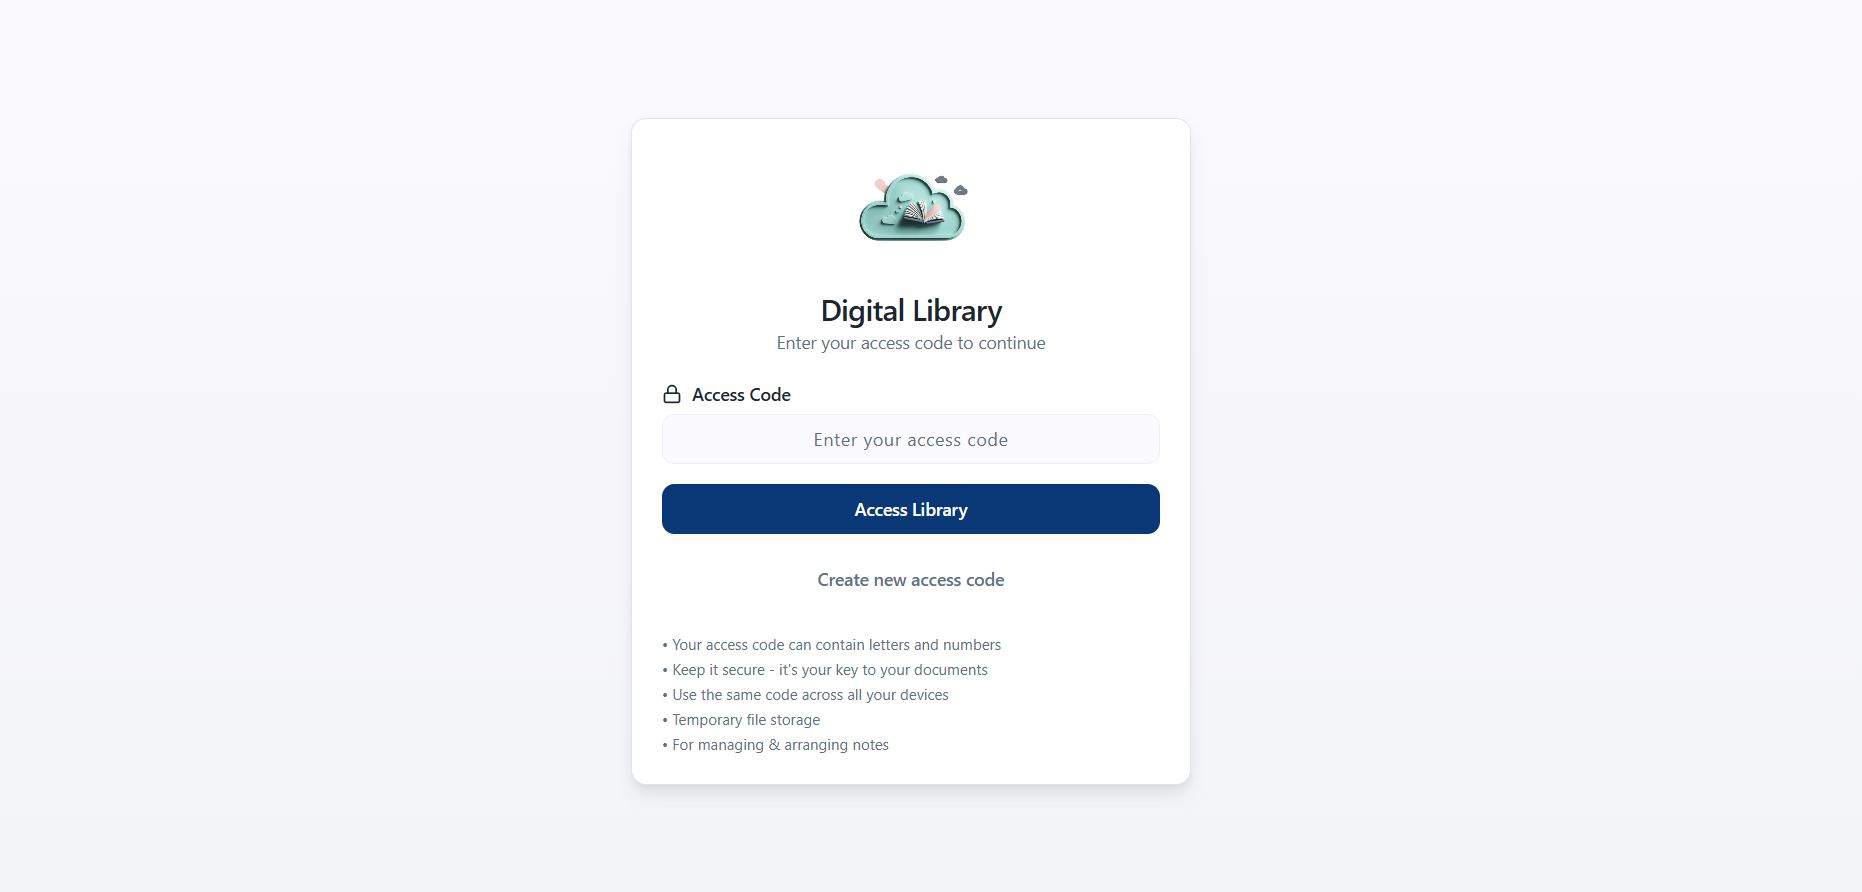 Digital Library
Enter your access code to continue
Access Code
Enter your access code
Access Library
Create new access code
• Your access code can contain letters and numbers
• Keep it secure - it's your key to your documents
• Use the same code across all your devices
• Temporary file storage
• For managing & arranging notes